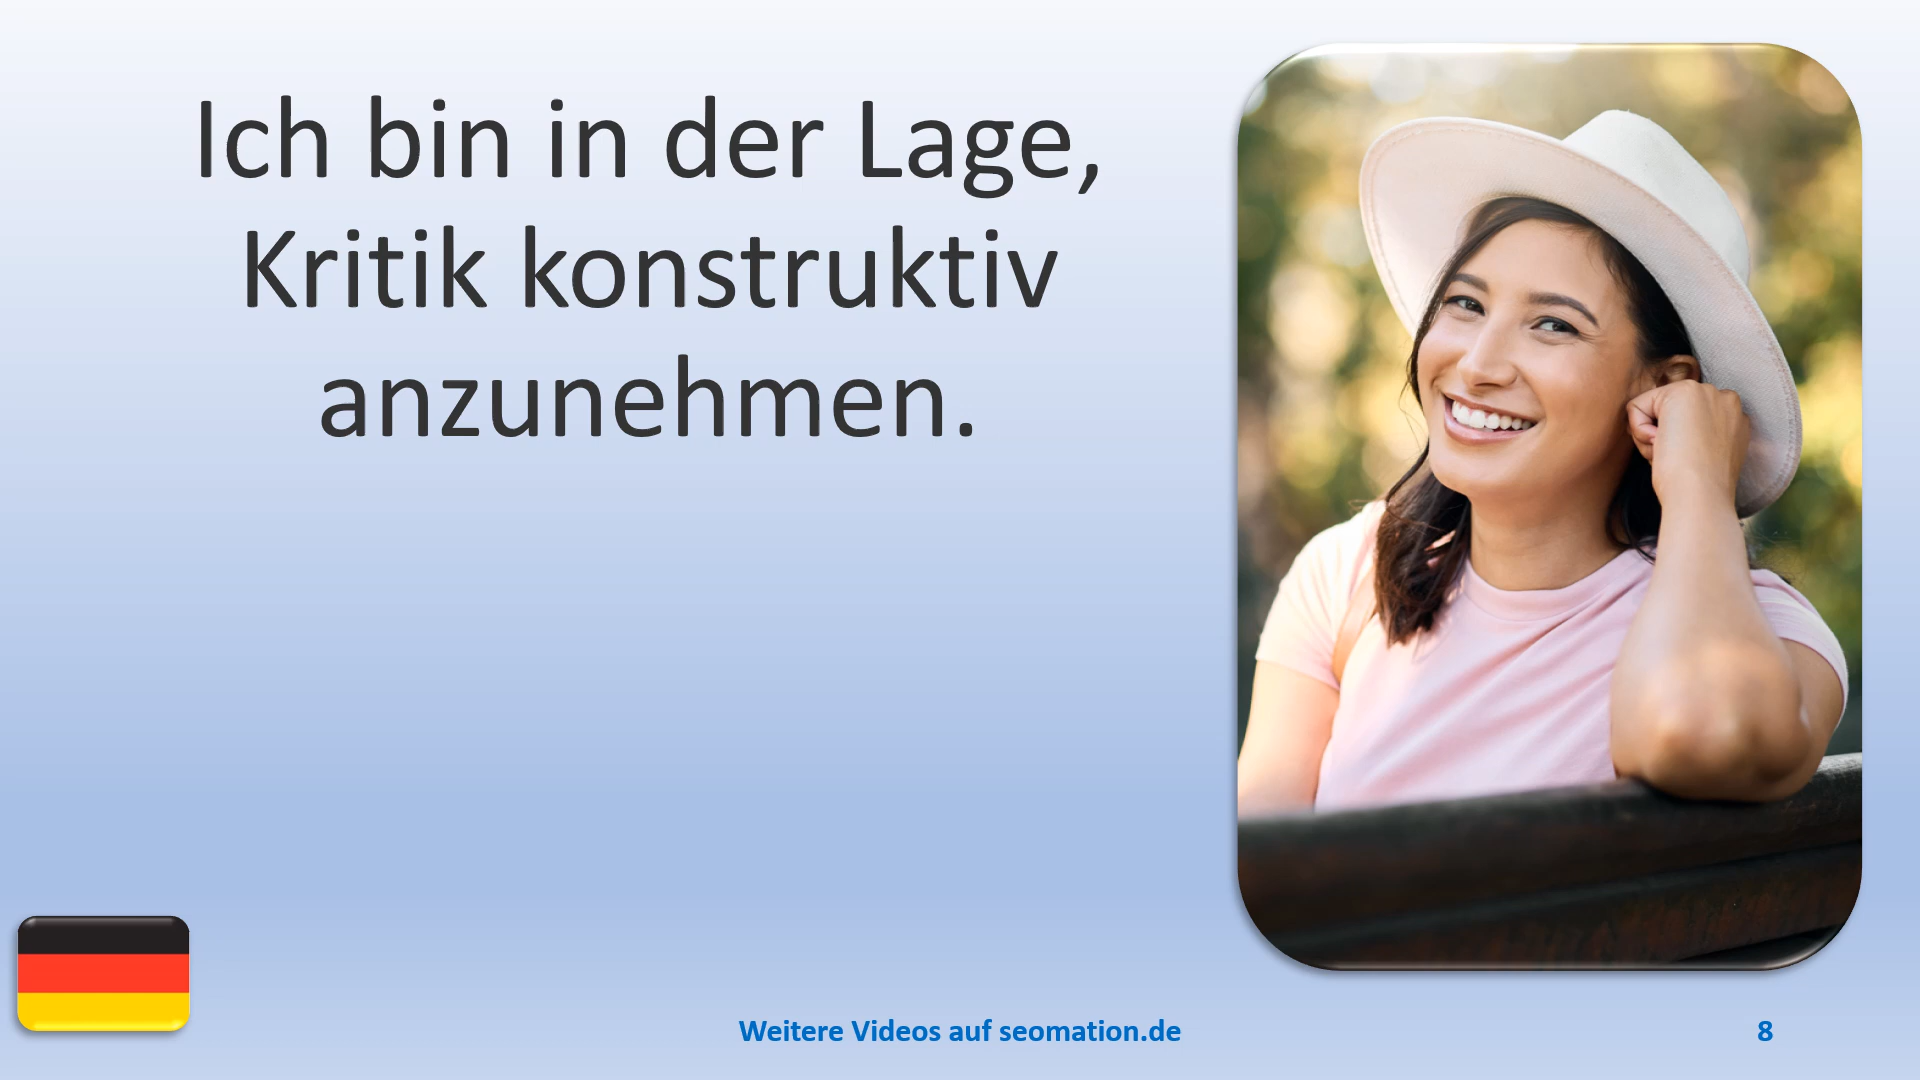 Ich bin in der Lage,
Kritik konstruktiv
anzunehmen.
Weitere Videos auf seomation.de
8